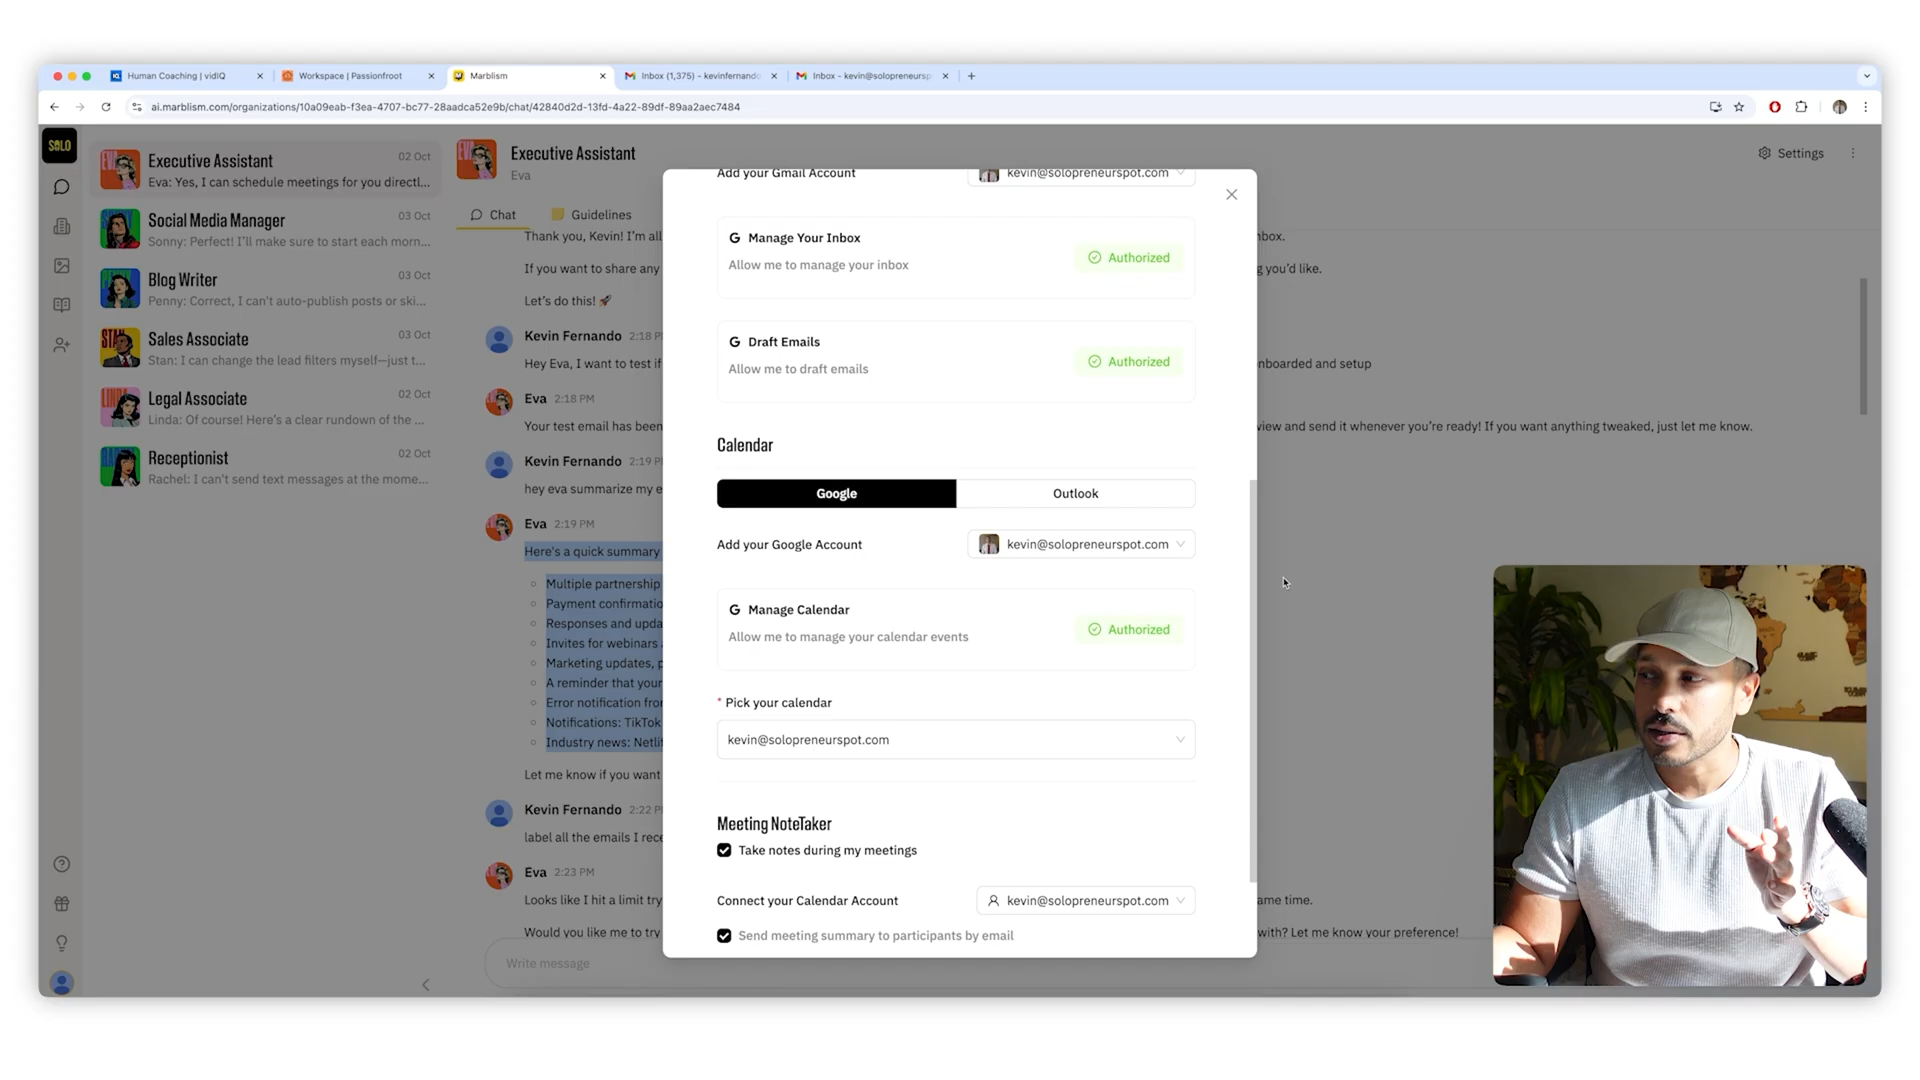 Human Coaching | vidIQ
Workspace | Passionfroot
Marblism
Inbox (1,375) - kevinfernando
Inbox - kevin@solopreneursp
ai.marblism.com/organizations/10a09eab-f3ea-4707-bc77-28aadca52e9b/chat/42840d2d-13fd-4a22-89df-89aa2aec7484
SOLO
Executive Assistant
02 Oct
Eva: Yes, I can schedule meetings for you directl...
Social Media Manager
03 Oct
Sonny: Perfect! I'll make sure to start each morn...
Blog Writer
03 Oct
Penny: Correct, I can't auto-publish posts or ski...
Sales Associate
03 Oct
Stan: I can change the lead filters myself—just t...
Legal Associate
02 Oct
Linda: Of course! Here's a clear rundown of the ...
Receptionist
02 Oct
Rachel: I can't send text messages at the mome...
Executive Assistant
Eva
Settings
Chat
Guidelines
Thank you, Kevin! I'm all
nbox.
If you want to share any
g you'd like.
Let's do this! 🚀
Kevin Fernando 2:18 P
Hey Eva, I want to test if
nboarded and setup
Eva 2:18 PM
Your test email has been
view and send it whenever you're ready! If you want anything tweaked, just let me know.
Kevin Fernando 2:19 P
hey eva summarize my e
Eva 2:19 PM
Here's a quick summary
Multiple partnership
Payment confirmatio
Responses and upda
Invites for webinars
Marketing updates, p
A reminder that your
Error notification fro
Notifications: TikTok
Industry news: Netli
Let me know if you want
Kevin Fernando 2:22 P
label all the emails I rece
Eva 2:23 PM
Looks like I hit a limit try
ame time.
Would you like me to try
with? Let me know your preference!
Write message
Add your Gmail Account
kevin@solopreneurspot.com
Manage Your Inbox
Allow me to manage your inbox
Authorized
Draft Emails
Allow me to draft emails
Authorized
Calendar
Google
Outlook
Add your Google Account
kevin@solopreneurspot.com
Manage Calendar
Allow me to manage your calendar events
Authorized
* Pick your calendar
kevin@solopreneurspot.com
Meeting NoteTaker
Take notes during my meetings
Connect your Calendar Account
kevin@solopreneurspot.com
Send meeting summary to participants by email